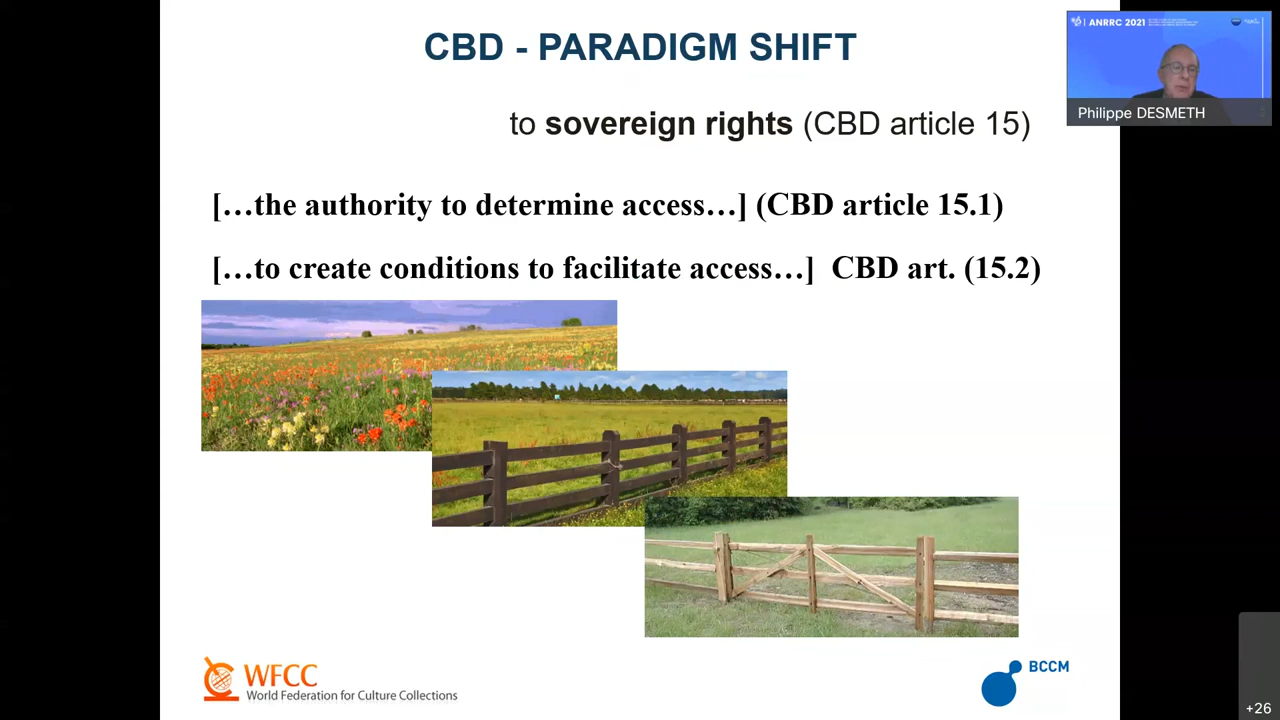 CBD - PARADIGM SHIFT
to sovereign rights (CBD article 15)
[…the authority to determine access…] (CBD article 15.1)
[…to create conditions to facilitate access…] CBD art. (15.2)
WFCC
World Federation for Culture Collections
BCCM
ANRRC 2021
Philippe DESMETH
+26